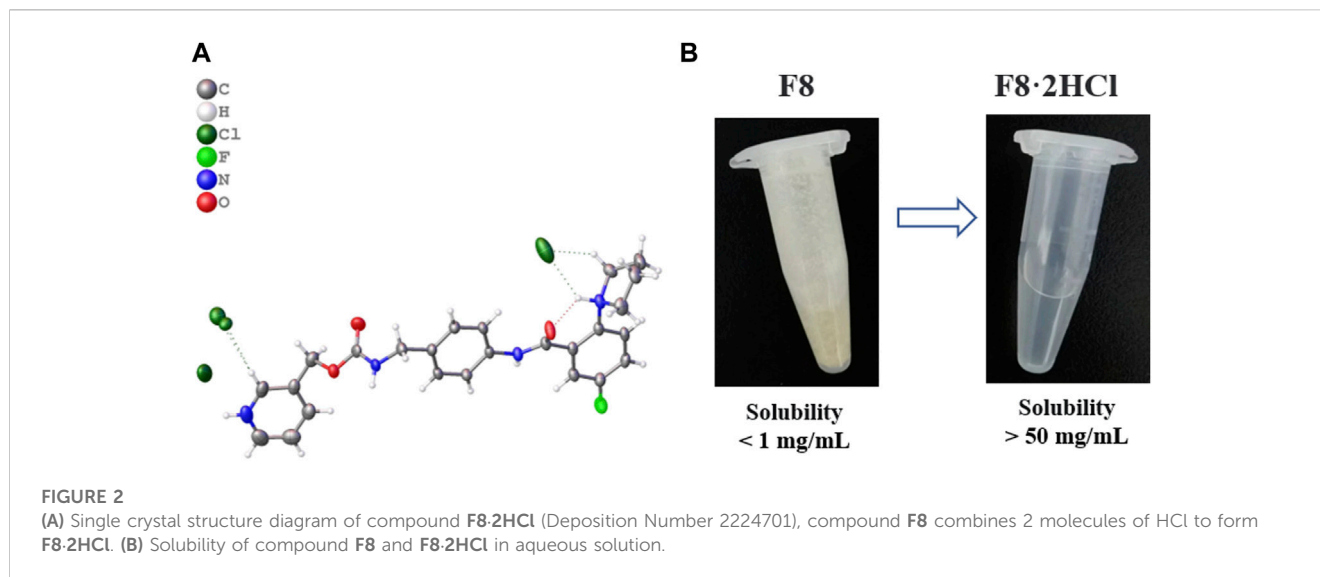 A
C
H
Cl
F
N
O
B
F8
F8·2HCl
Solubility
< 1 mg/mL
Solubility
> 50 mg/mL
FIGURE 2
(A) Single crystal structure diagram of compound F8·2HCl (Deposition Number 2224701), compound F8 combines 2 molecules of HCl to form
F8·2HCl. (B) Solubility of compound F8 and F8·2HCl in aqueous solution.